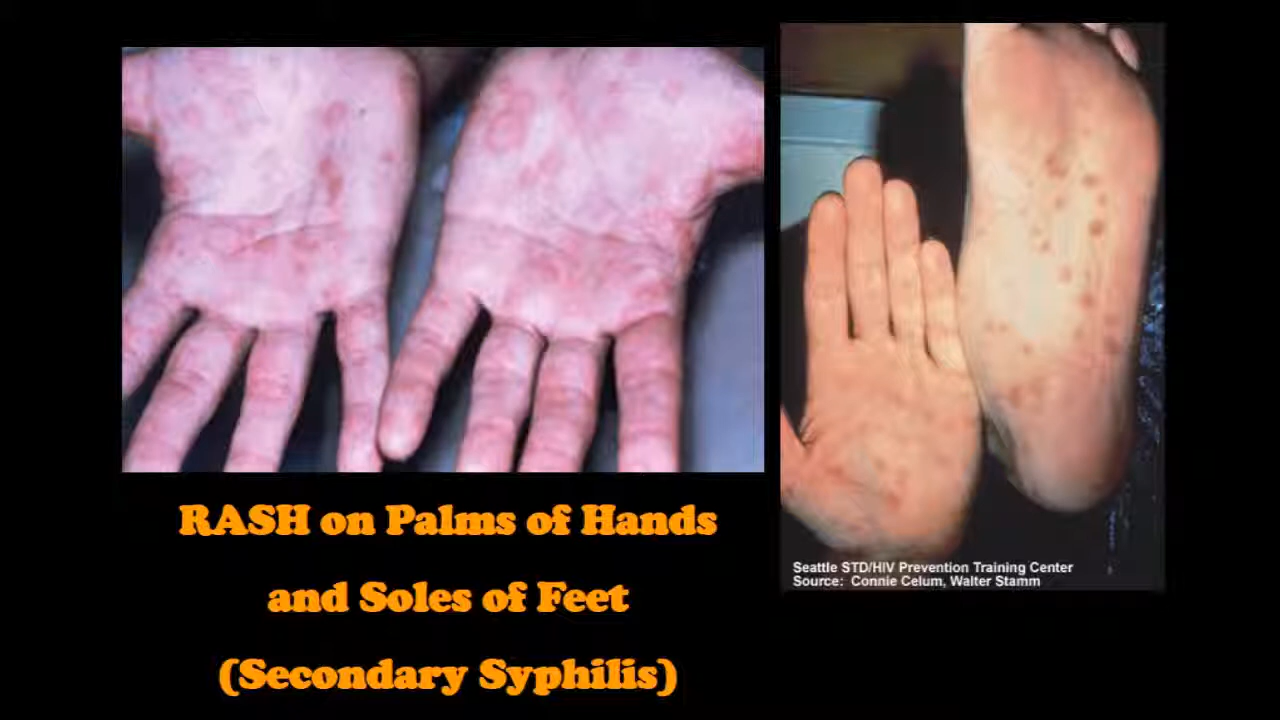 RASH on Palms of Hands
and Soles of Feet
(Secondary Syphilis)
Seattle STD/HIV Prevention Training Center
Source: Connie Celum, Walter Stamm